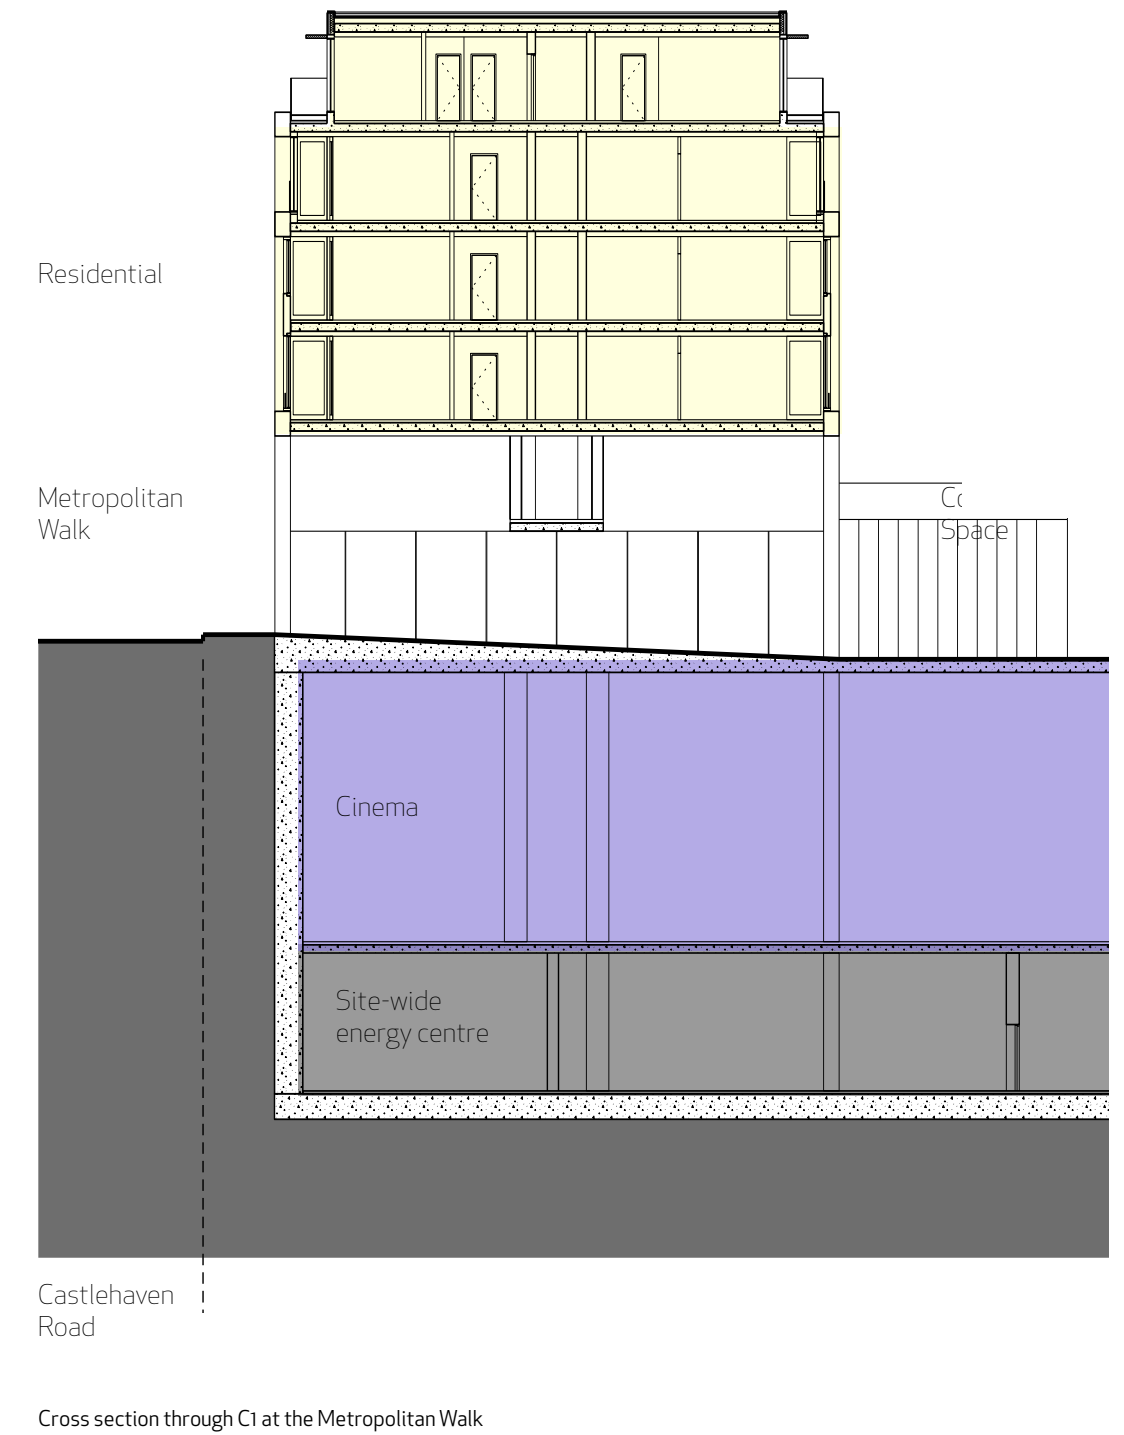 Residential
Metropolitan
Walk
Space
Cinema
Site-wide
energy centre
Castlehaven
Road
Cross section through C1 at the Metropolitan Walk